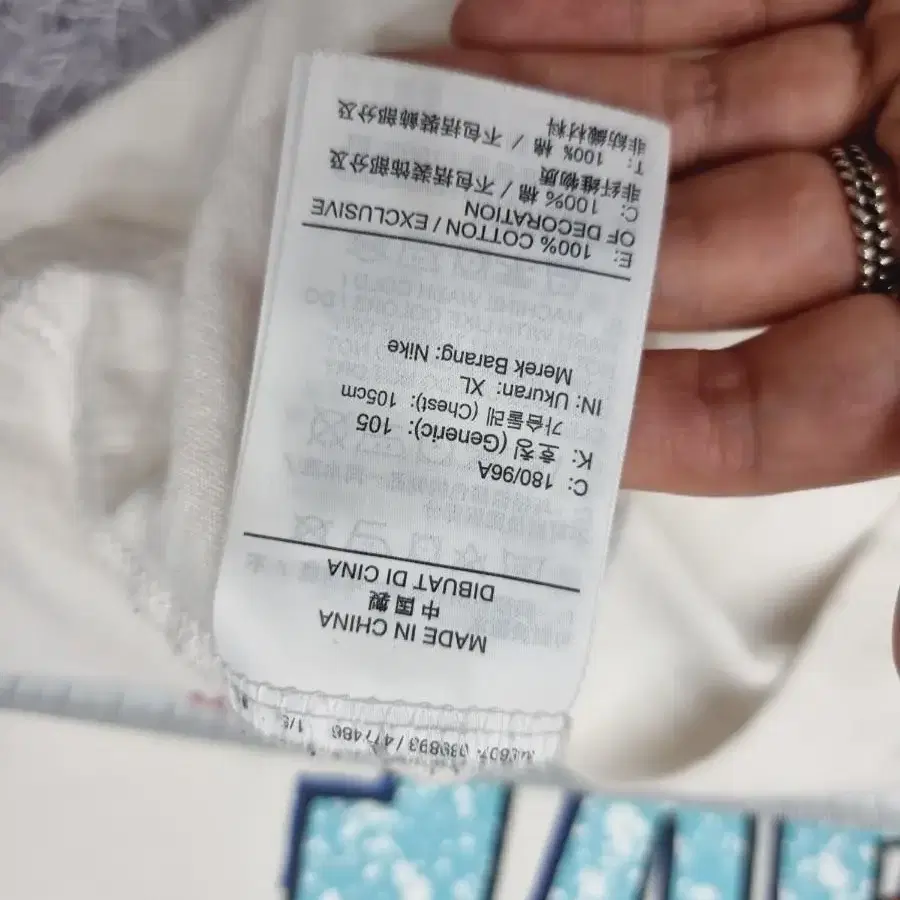 MADE IN CHINA
中国製
DIBUAT DI CINA
C: 180/96A
K: 호칭 (Generic): 105
가슴둘레 (Chest): 105cm
IN: Ukuran: XL
Merek Barang: Nike
E: 100% COTTON / EXCLUSIVE
OF DECORATION
C: 100% 棉 / 不包括装饰部分及
非纤维物质
T: 100% 棉 / 不包括裝飾部分及
非紡織材料